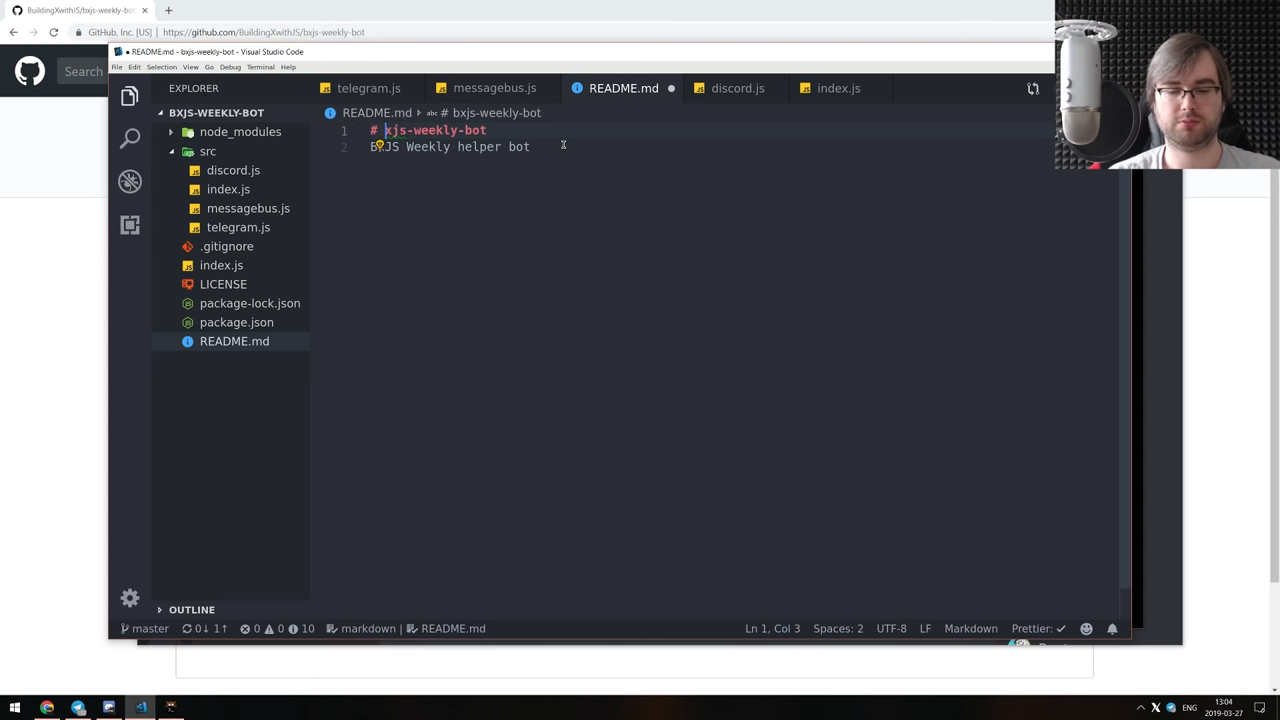 BuildingXwithJS/bxjs-weekly-bot
GitHub, Inc. [US]
https://github.com/BuildingXwithJS/bxjs-weekly-bot
Search
README.md - bxjs-weekly-bot - Visual Studio Code
File Edit Selection View Go Debug Terminal Help
EXPLORER
telegram.js
messagebus.js
README.md
discord.js
index.js
BXJS-WEEKLY-BOT
README.md
abc # bxjs-weekly-bot
node_modules
src
discord.js
index.js
messagebus.js
telegram.js
.gitignore
index.js
LICENSE
package-lock.json
package.json
README.md
1 # xjs-weekly-bot
2 BXJS Weekly helper bot
OUTLINE
master 0↓ 1↑ 0 0 10 markdown | README.md
Ln 1, Col 3 Spaces: 2 UTF-8 LF Markdown Prettier: ✓
ENG
13:04
2019-03-27